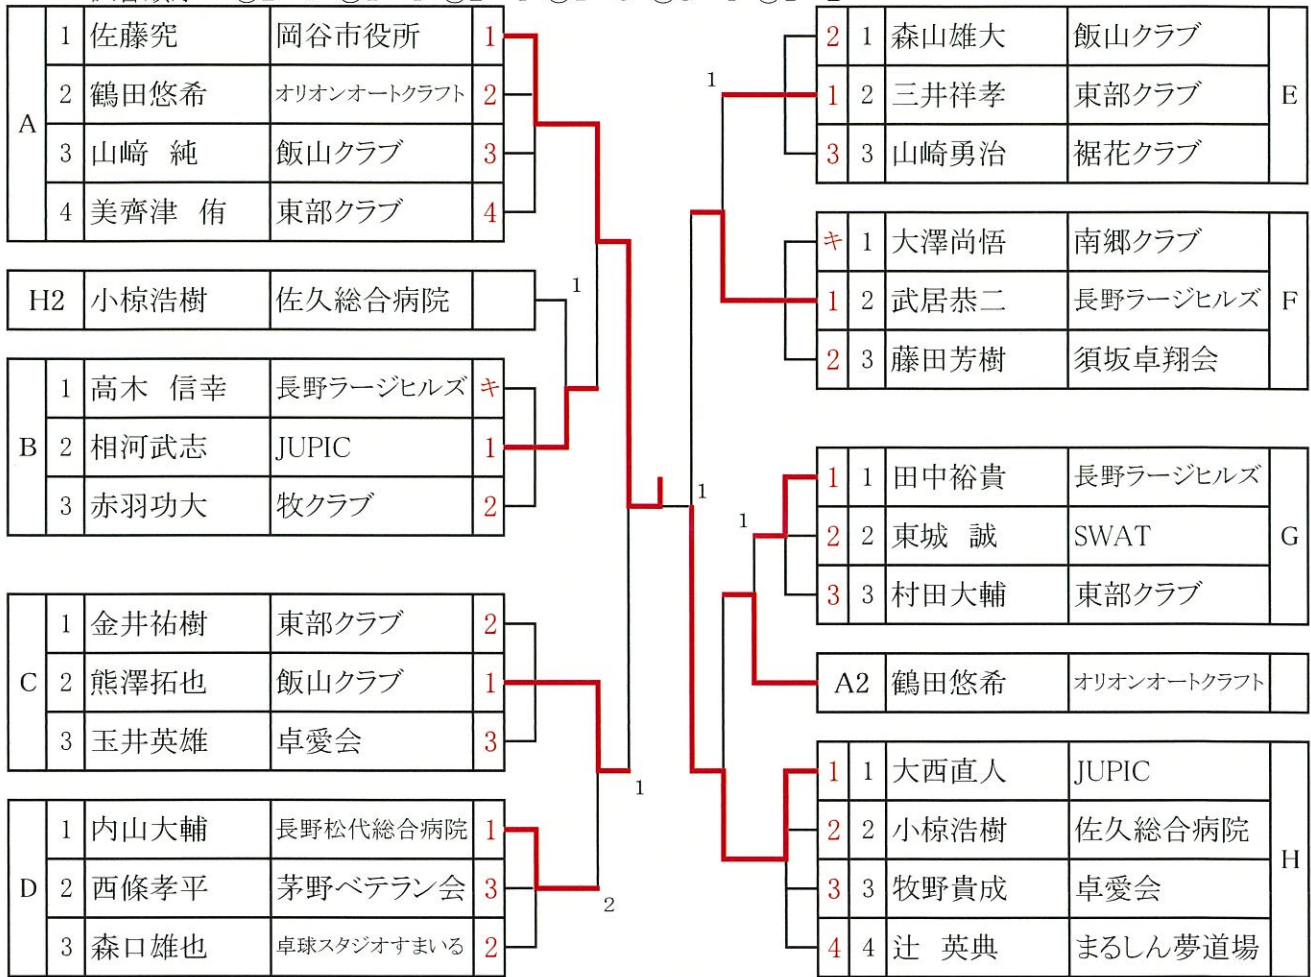 A
1 佐藤究 岡谷市役所 1
2 鶴田悠希 オリオンオートクラフト 2
3 山﨑 純 飯山クラブ 3
4 美齊津 侑 東部クラブ 4
H2 小椋浩樹 佐久総合病院
1
B
1 高木 信幸 長野ラージヒルズ キ
2 相河武志 JUPIC 1
3 赤羽功大 牧クラブ 2
C
1 金井祐樹 東部クラブ 2
2 熊澤拓也 飯山クラブ 1
3 玉井英雄 卓愛会 3
1
D
1 内山大輔 長野松代総合病院 1
2 西條孝平 茅野ベテラン会 3
3 森口雄也 卓球スタジオすまいる 2
2
1
1
2 1 森山雄大 飯山クラブ
1 2 三井祥孝 東部クラブ
3 3 山崎勇治 裾花クラブ
E
キ 1 大澤尚悟 南郷クラブ
1 2 武居恭二 長野ラージヒルズ
2 3 藤田芳樹 須坂卓翔会
F
1
1 1 田中裕貴 長野ラージヒルズ
2 2 東城 誠 SWAT
3 3 村田大輔 東部クラブ
G
A2 鶴田悠希 オリオンオートクラフト
1 1 大西直人 JUPIC
2 2 小椋浩樹 佐久総合病院
3 3 牧野貴成 卓愛会
4 4 辻 英典 まるしん夢道場
H